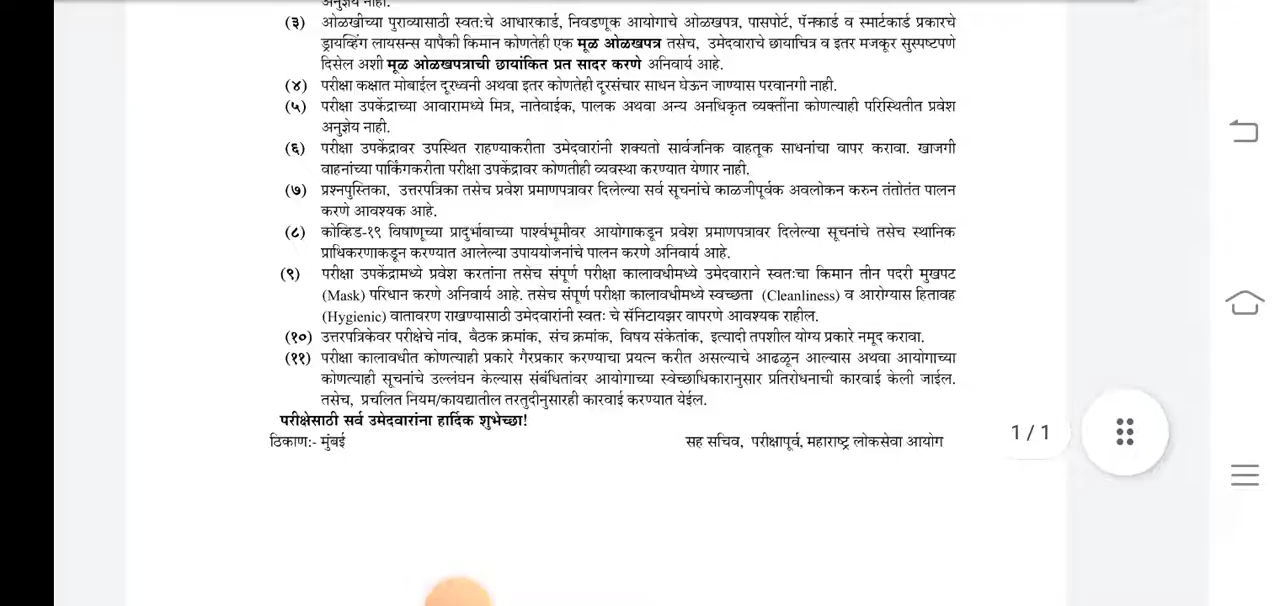 अनुज्ञेय नाही.
(३) ओळखीच्या पुराव्यासाठी स्वत:चे आधारकार्ड, निवडणूक आयोगाचे ओळखपत्र, पासपोर्ट, पॅनकार्ड व स्मार्टकार्ड प्रकारचे
ड्रायव्हिंग लायसन्स यापैकी किमान कोणतेही एक मूळ ओळखपत्र तसेच, उमेदवाराचे छायाचित्र व इतर मजकूर सुस्पष्टपणे
दिसेल अशी मूळ ओळखपत्राची छायांकित प्रत सादर करणे अनिवार्य आहे.
(४) परीक्षा कक्षात मोबाईल दूरध्वनी अथवा इतर कोणतेही दूरसंचार साधन घेऊन जाण्यास परवानगी नाही.
(५) परीक्षा उपकेंद्राच्या आवारामध्ये मित्र, नातेवाईक, पालक अथवा अन्य अनधिकृत व्यक्तींना कोणत्याही परिस्थितीत प्रवेश
अनुज्ञेय नाही.
(६) परीक्षा उपकेंद्रावर उपस्थित राहण्याकरीता उमेदवारांनी शक्यतो सार्वजनिक वाहतूक साधनांचा वापर करावा. खाजगी
वाहनांच्या पार्किंगकरीता परीक्षा उपकेंद्रावर कोणतीही व्यवस्था करण्यात येणार नाही.
(७) प्रश्नपुस्तिका, उत्तरपत्रिका तसेच प्रवेश प्रमाणपत्रावर दिलेल्या सर्व सूचनांचे काळजीपूर्वक अवलोकन करुन तंतोतंत पालन
करणे आवश्यक आहे.
(८) कोव्हिड-१९ विषाणूच्या प्रादुर्भावाच्या पार्श्वभूमीवर आयोगाकडून प्रवेश प्रमाणपत्रावर दिलेल्या सूचनांचे तसेच स्थानिक
प्राधिकरणाकडून करण्यात आलेल्या उपाययोजनांचे पालन करणे अनिवार्य आहे.
(९) परीक्षा उपकेंद्रामध्ये प्रवेश करतांना तसेच संपूर्ण परीक्षा कालावधीमध्ये उमेदवाराने स्वतःचा किमान तीन पदरी मुखपट
(Mask) परिधान करणे अनिवार्य आहे. तसेच संपूर्ण परीक्षा कालावधीमध्ये स्वच्छता (Cleanliness) व आरोग्यास हितावह
(Hygienic) वातावरण राखण्यासाठी उमेदवारांनी स्वतः चे सॅनिटायझर वापरणे आवश्यक राहील.
(१०) उत्तरपत्रिकेवर परीक्षेचे नांव, बैठक क्रमांक, संच क्रमांक, विषय संकेतांक, इत्यादी तपशील योग्य प्रकारे नमूद करावा.
(११) परीक्षा कालावधीत कोणत्याही प्रकारे गैरप्रकार करण्याचा प्रयत्न करीत असल्याचे आढळून आल्यास अथवा आयोगाच्या
कोणत्याही सूचनांचे उल्लंघन केल्यास संबंधितांवर आयोगाच्या स्वेच्छाधिकारानुसार प्रतिरोधनाची कारवाई केली जाईल.
तसेच, प्रचलित नियम/कायद्यातील तरतुदीनुसारही कारवाई करण्यात येईल.
परीक्षेसाठी सर्व उमेदवारांना हार्दिक शुभेच्छा!
ठिकाण:- मुंबई सह सचिव, परीक्षापूर्व, महाराष्ट्र लोकसेवा आयोग
1 / 1